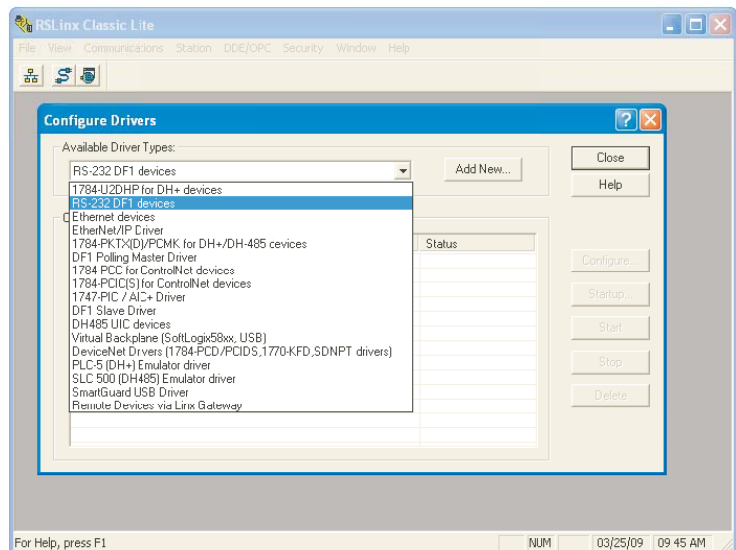 RSLinx Classic Lite
File View Communications Station DDE/OPC Security Window Help
Configure Drivers
Available Driver Types:
RS-232 DF1 devices
Add New...
Close
Help
1784-U2DHP for DH+ devices
RS-232 DF1 devices
Ethernet devices
EtherNet/IP Driver
1784-PKTX(D)/PCMK for DH+/DH-485 devices
DF1 Polling Master Driver
1784-PCC for ControlNet devices
1784-PCIC(S) for ControlNet devices
1747-PIC / AIC+ Driver
DF1 Slave Driver
DH485 UIC devices
Virtual Backplane (SoftLogix58xx, USB)
DeviceNet Drivers (1784-PCD/PCIDS,1770-KFD,SDNPT drivers)
PLC-5 (DH+) Emulator driver
SLC 500 (DH485) Emulator driver
SmartGuard USB Driver
Remote Devices via Linx Gateway
Status
Configure...
Startup...
Start
Stop
Delete
For Help, press F1
NUM
03/25/09
09:45 AM